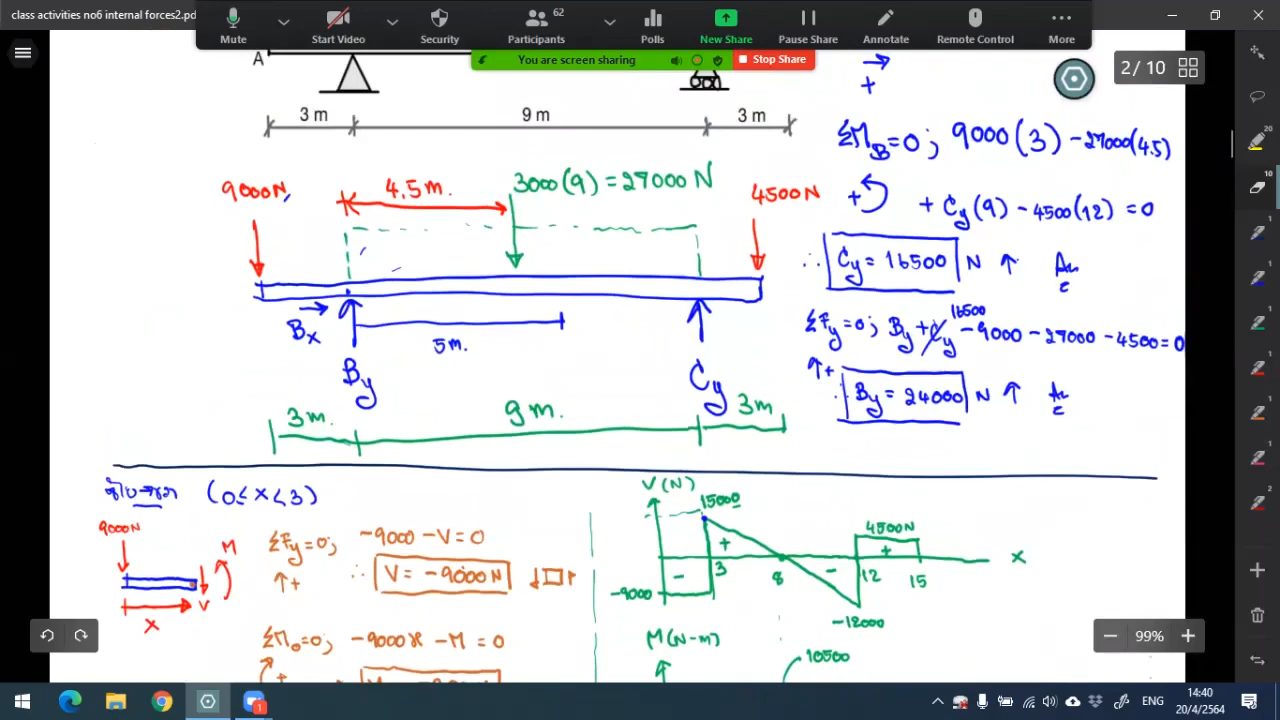 class activities no6 internal forces2.pd
Mute
Start Video
Security
62
Participants
Polls
New Share
Pause Share
Annotate
Remote Control
More
You are screen sharing
Stop Share
2 / 10
A
3 m
9 m
3 m
+
ΣM_B=0; 9000(3) -27000(4.5)
+ C_y(9) - 4500(12) = 0
∴ C_y = 16500 N ↑
ΣF_y=0; B_y + C_y 16500 - 9000 - 27000 - 4500 = 0
↑+
∴ B_y = 24000 N ↑
9000N
4.5 m.
3000(9) = 27000 N
4500N
B_x
5m.
B_y
C_y
3m.
9m.
3m
(0≤x<3)
9000N
M
V
x
ΣF_y=0; -9000 - V = 0
↑+
∴ V = -9000N
ΣM_0=0; -9000x - M = 0
+
V(N)
15000
+
-
-9000
3
8
-
-12000
4500N
+
12
15
x
M(N-m)
10500
99%
ENG
14:40
20/4/2564